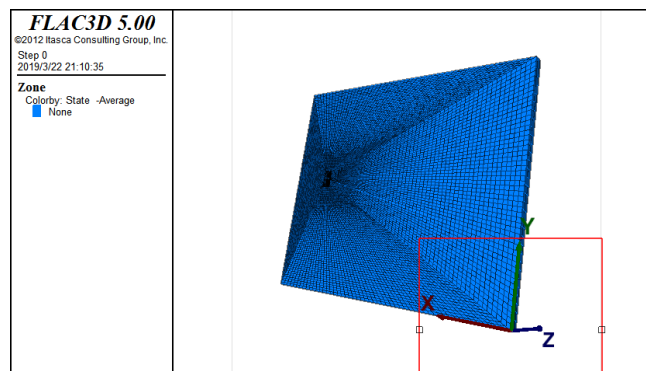 FLAC3D 5.00
©2012 Itasca Consulting Group, Inc.
Step 0
2019/3/22 21:10:35
Zone
Colorby: State -Average
None
Y
X
Z